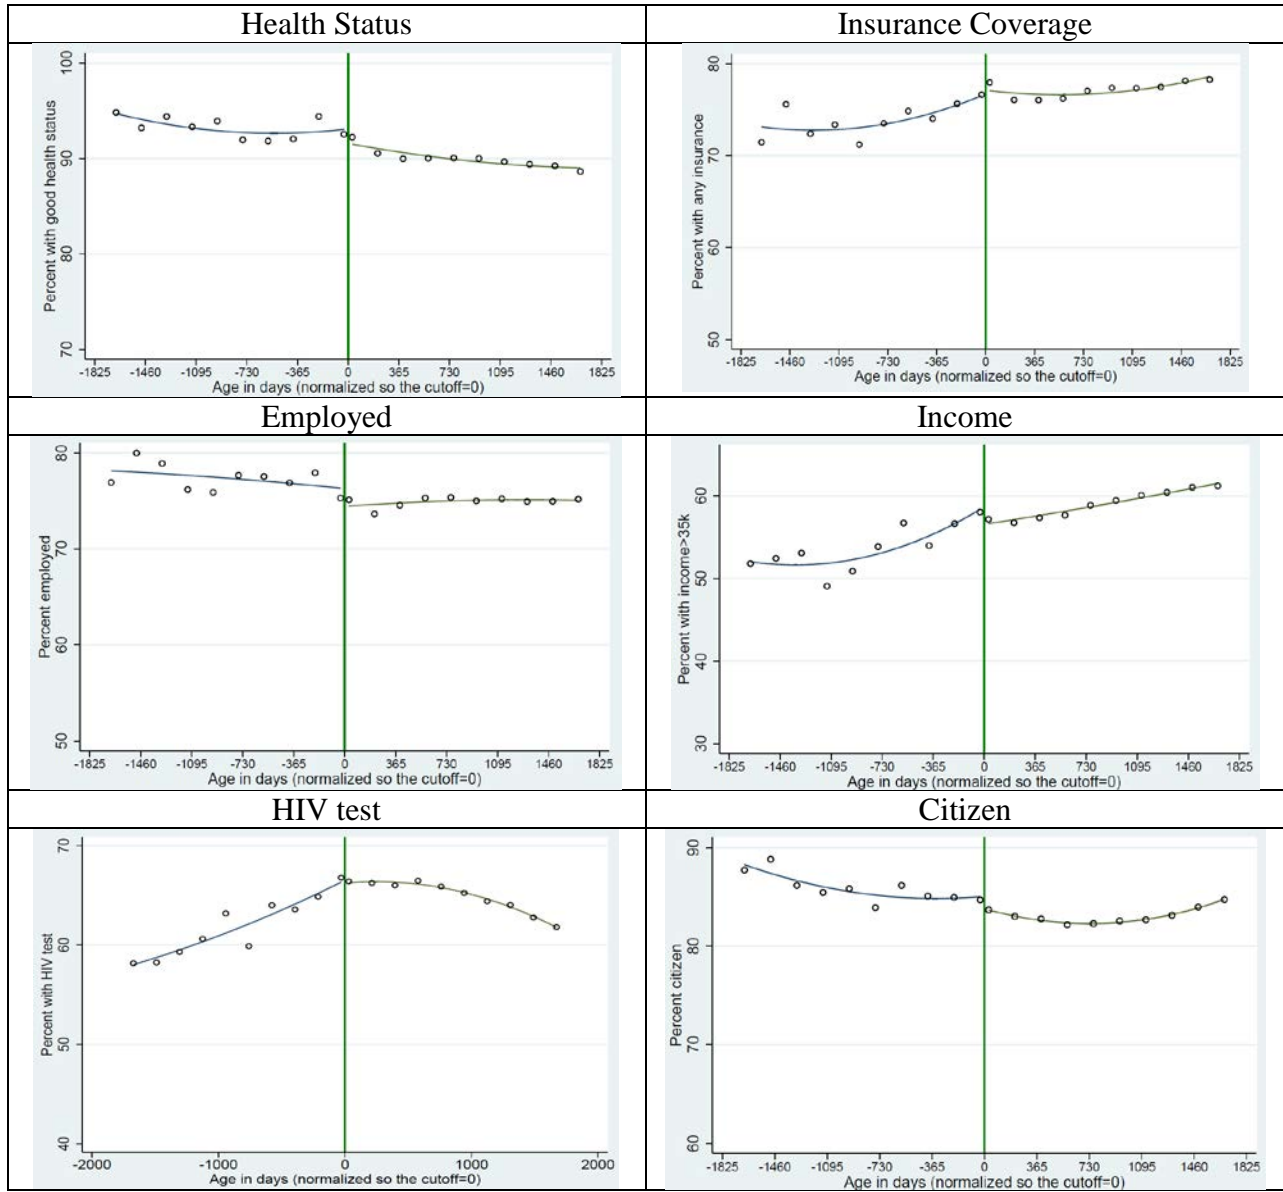 Health Status
Insurance Coverage
Percent with good health status
100
90
80
70
-1825 -1460 -1095 -730 -365 0 365 730 1095 1460 1825
Age in days (normalized so the cutoff=0)
Percent with any insurance
80
70
60
50
-1825 -1460 -1095 -730 -365 0 365 730 1095 1460 1825
Age in days (normalized so the cutoff=0)
Employed
Income
Percent employed
80
70
60
50
-1825 -1460 -1095 -730 -365 0 365 730 1095 1460 1825
Age in days (normalized so the cutoff=0)
Percent with income>35k
60
50
40
30
-1825 -1460 -1095 -730 -365 0 365 730 1095 1460 1825
Age in days (normalized so the cutoff=0)
HIV test
Citizen
Percent with HIV test
70
60
50
40
-2000 -1000 0 1000 2000
Age in days (normalized so the cutoff=0)
Percent citizen
90
80
70
60
-1825 -1460 -1095 -730 -365 0 365 730 1095 1460 1825
Age in days (normalized so the cutoff=0)